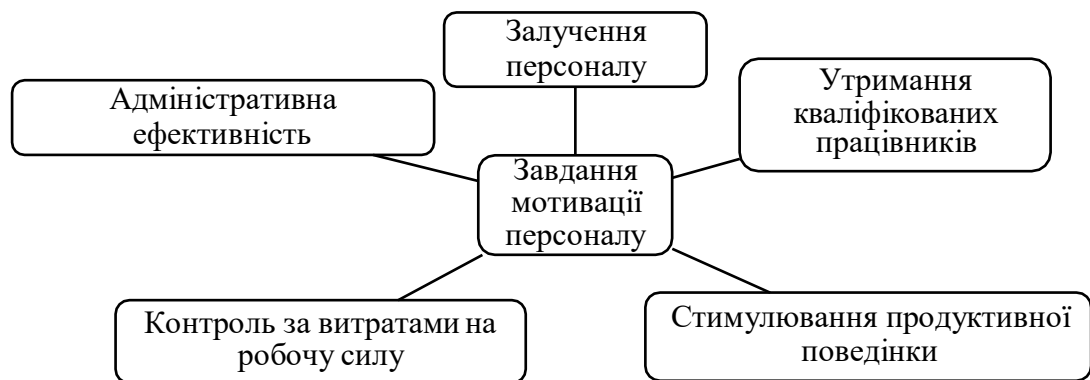 Залучення
персоналу
Адміністративна
ефективність
Утримання
кваліфікованих
працівників
Завдання
мотивації
персоналу
Контроль за витратами на
робочу силу
Стимулювання продуктивної
поведінки